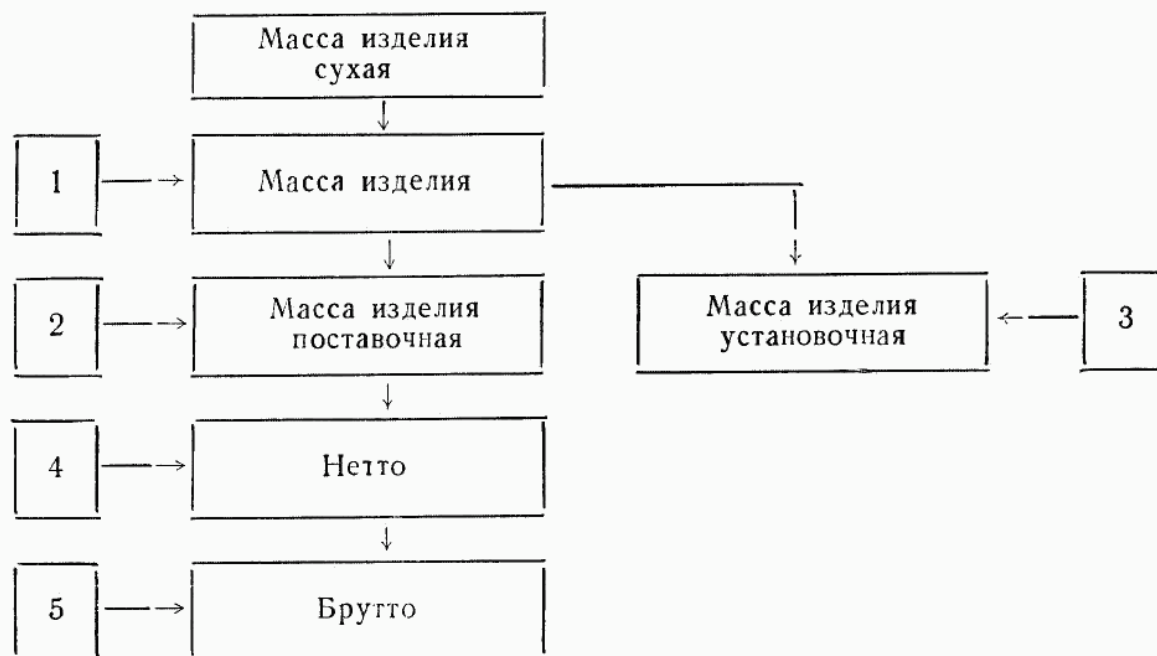 Масса изделия
сухая
1
Масса изделия
2
Масса изделия
поставочная
Масса изделия
установочная
3
4
Нетто
5
Брутто